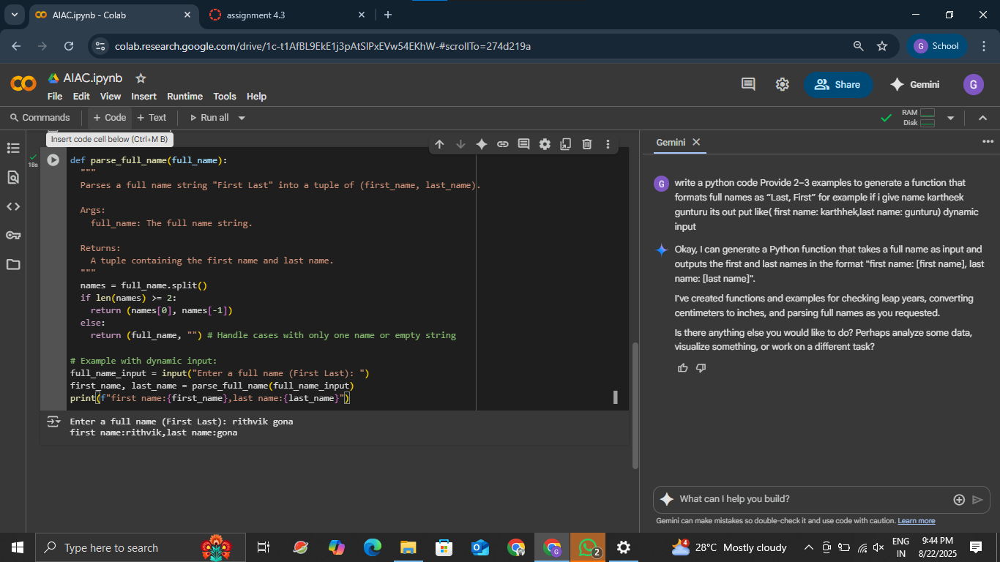 AIAC.ipynb - Colab
assignment 4.3
colab.research.google.com/drive/1c-t1AfBL9EkE1j3pAtSlPxEVw54EKhW-#scrollTo=274d219a
G School
AIAC.ipynb
File Edit View Insert Runtime Tools Help
Share
Gemini
G
Commands
+ Code
+ Text
Run all
RAM
Disk
Insert code cell below (Ctrl+M B)
18s
def parse_full_name(full_name):
"""
Parses a full name string "First Last" into a tuple of (first_name, last_name).
Args:
full_name: The full name string.
Returns:
A tuple containing the first name and last name.
"""
names = full_name.split()
if len(names) >= 2:
return (names[0], names[-1])
else:
return (full_name, "") # Handle cases with only one name or empty string
# Example with dynamic input:
full_name_input = input("Enter a full name (First Last): ")
first_name, last_name = parse_full_name(full_name_input)
print(f"first name:{first_name},last name:{last_name}")
Enter a full name (First Last): rithvik gona
first name:rithvik,last name:gona
Gemini
G
write a python code Provide 2–3 examples to generate a function that
formats full names as “Last, First” for example if i give name kartheek
gunturu its out put like( first name: karthhek,last name: gunturu) dynamic
input
Okay, I can generate a Python function that takes a full name as input and
outputs the first and last names in the format "first name: [first name], last
name: [last name]".
I've created functions and examples for checking leap years, converting
centimeters to inches, and parsing full names as you requested.
Is there anything else you would like to do? Perhaps analyze some data,
visualize something, or work on a different task?
What can I help you build?
Gemini can make mistakes so double-check it and use code with caution. Learn more
Type here to search
G
2
4
28°C Mostly cloudy
ENG
IN
9:44 PM
8/22/2025